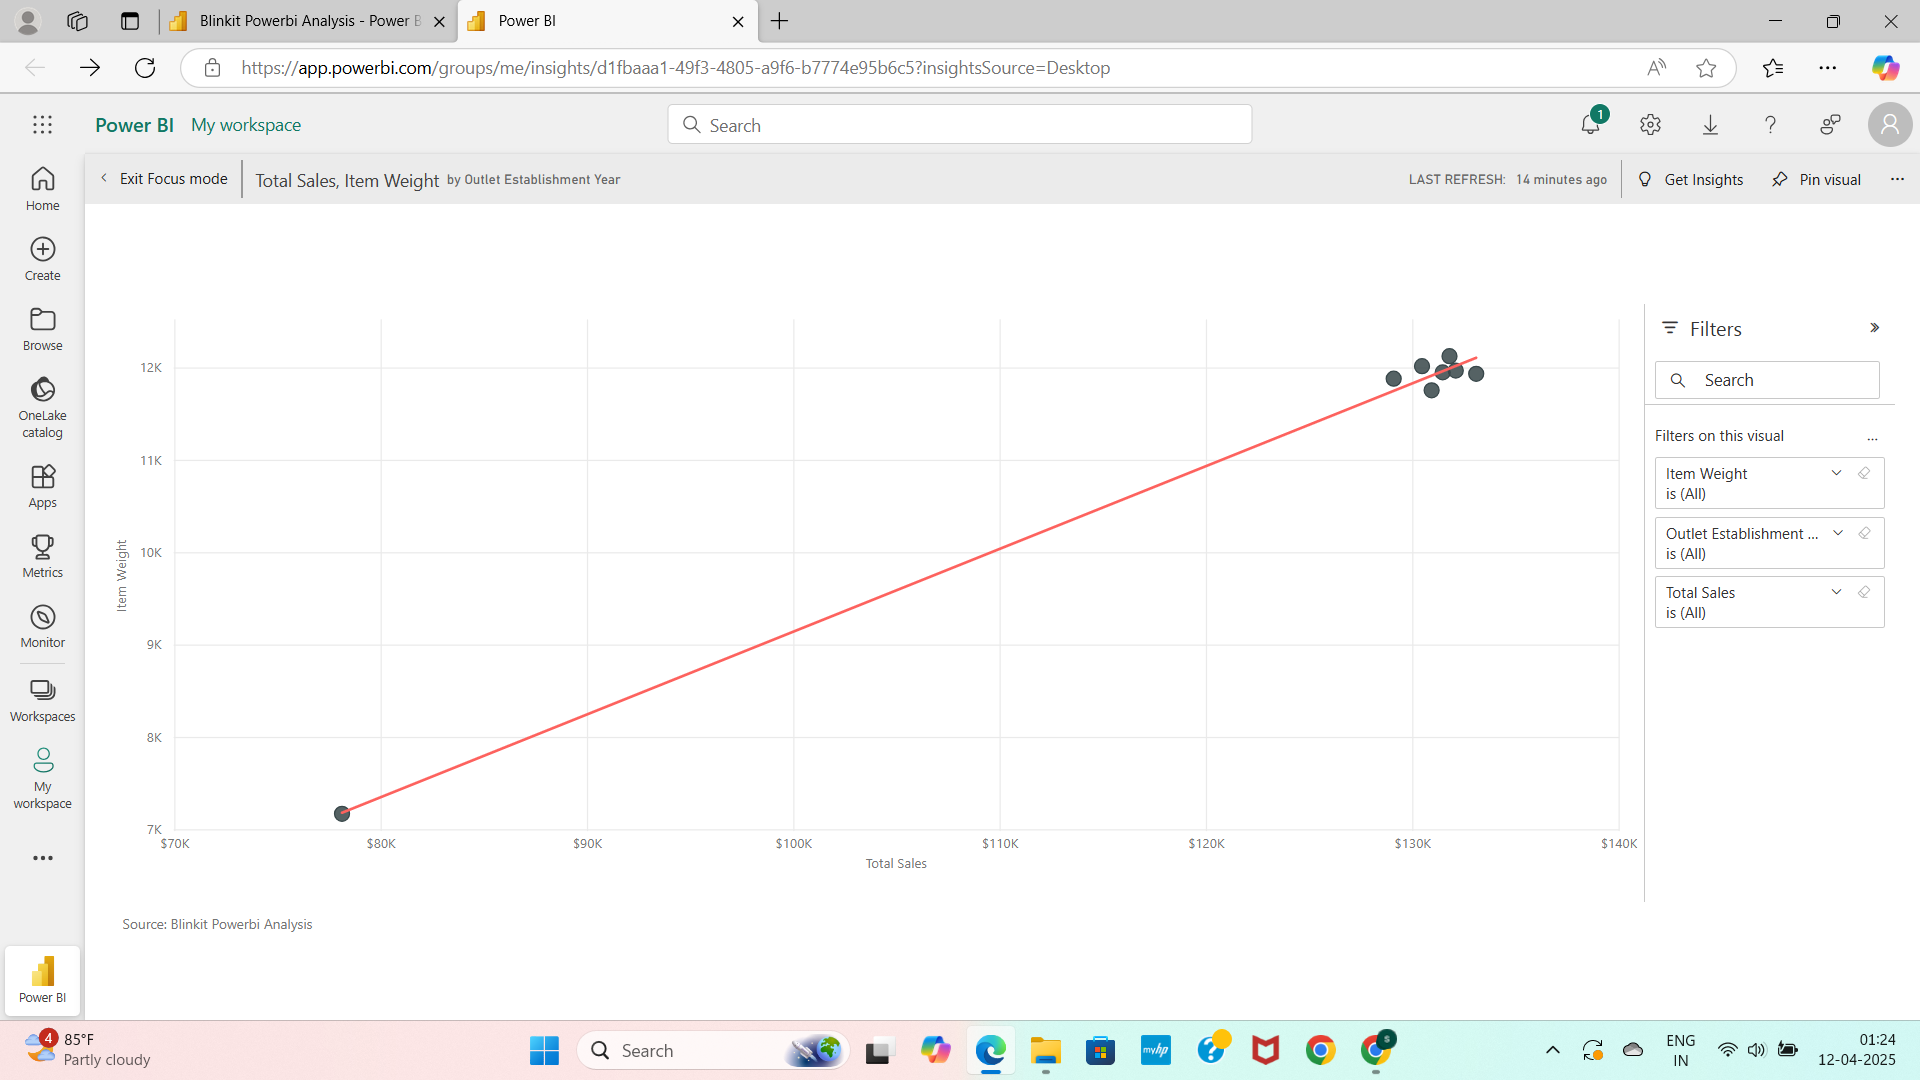 Blinkit Powerbi Analysis - Power B
Power BI
https://app.powerbi.com/groups/me/insights/d1fbaaa1-49f3-4805-a9f6-b7774e95b6c5?insightsSource=Desktop
Power BI My workspace
Search
1
Exit Focus mode
Total Sales, Item Weight by Outlet Establishment Year
LAST REFRESH: 14 minutes ago
Get Insights
Pin visual
Home
Create
Browse
OneLake
catalog
Apps
Metrics
Monitor
Workspaces
My
workspace
Power BI
12K
11K
10K
9K
8K
7K
Item Weight
$70K $80K $90K $100K $110K $120K $130K $140K
Total Sales
Source: Blinkit Powerbi Analysis
Filters
Search
Filters on this visual
Item Weight
is (All)
Outlet Establishment ...
is (All)
Total Sales
is (All)
4
85°F
Partly cloudy
Search
myhp
S
ENG
IN
01:24
12-04-2025